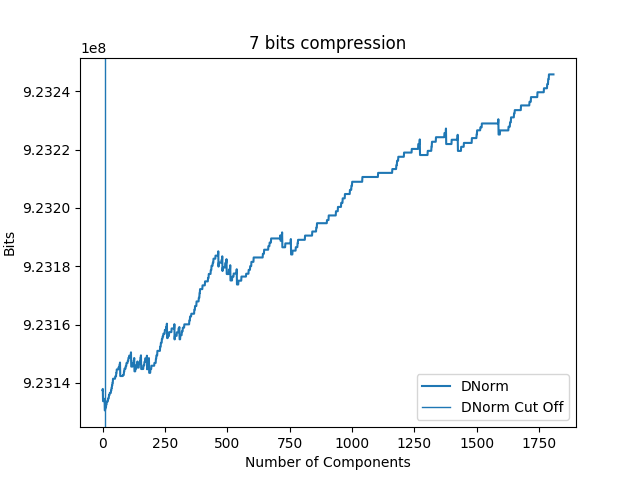 7 bits compression
1e8
9.2324
9.2322
9.2320
9.2318
9.2316
9.2314
Bits
DNorm
DNorm Cut Off
0 250 500 750 1000 1250 1500 1750
Number of Components